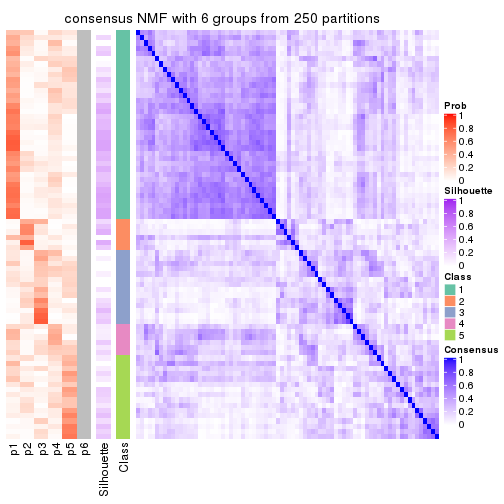 consensus NMF with 6 groups from 250 partitions
Prob
1
0.8
0.6
0.4
0.2
0
Silhouette
1
0.8
0.6
0.4
0.2
0
Class
1
2
3
4
5
Consensus
1
0.8
0.6
0.4
0.2
0
p1
p2
p3
p4
p5
p6
Silhouette
Class